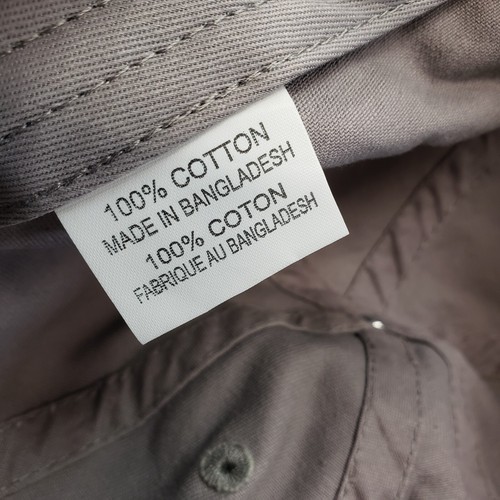 100% COTTON
MADE IN BANGLADESH
100% COTON
FABRIQUE AU BANGLADESH